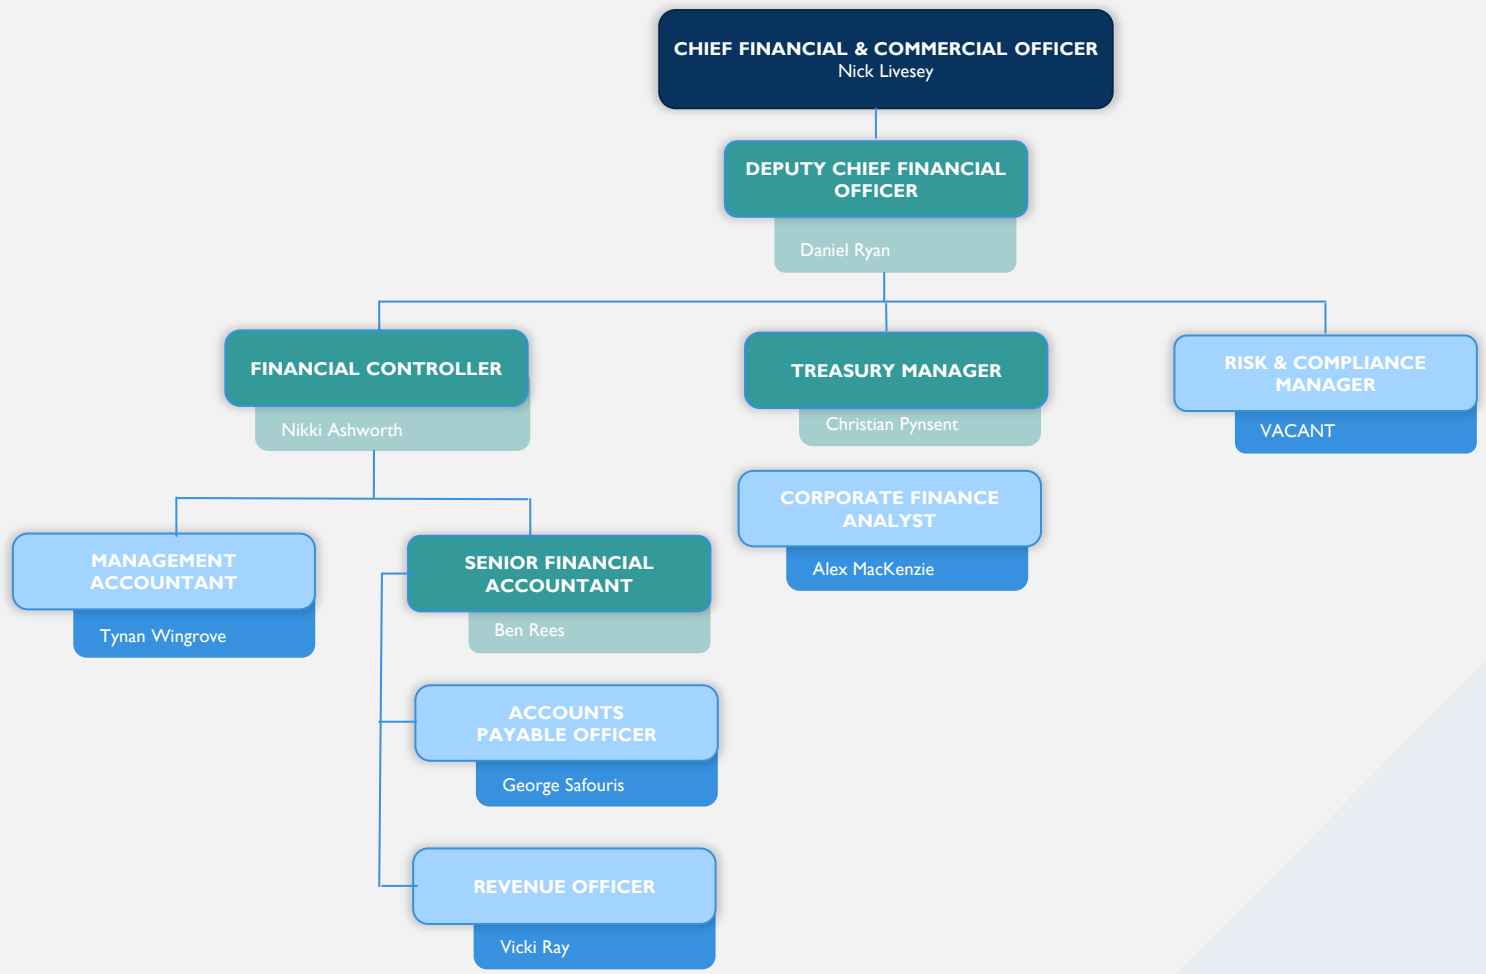 CHIEF FINANCIAL & COMMERCIAL OFFICER
Nick Livesey
DEPUTY CHIEF FINANCIAL
OFFICER
Daniel Ryan
FINANCIAL CONTROLLER
Nikki Ashworth
TREASURY MANAGER
Christian Pynsent
RISK & COMPLIANCE
MANAGER
VACANT
CORPORATE FINANCE
ANALYST
Alex MacKenzie
MANAGEMENT
ACCOUNTANT
Tynan Wingrove
SENIOR FINANCIAL
ACCOUNTANT
Ben Rees
ACCOUNTS
PAYABLE OFFICER
George Safouris
REVENUE OFFICER
Vicki Ray